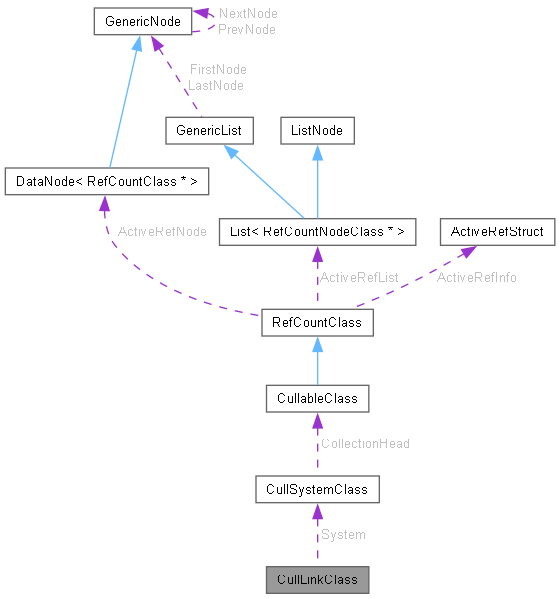 GenericNode
NextNode
PrevNode
FirstNode
LastNode
GenericList
ListNode
DataNode< RefCountClass * >
ActiveRefNode
List< RefCountNodeClass * >
ActiveRefStruct
ActiveRefList
ActiveRefInfo
RefCountClass
CullableClass
CollectionHead
CullSystemClass
System
CullLinkClass